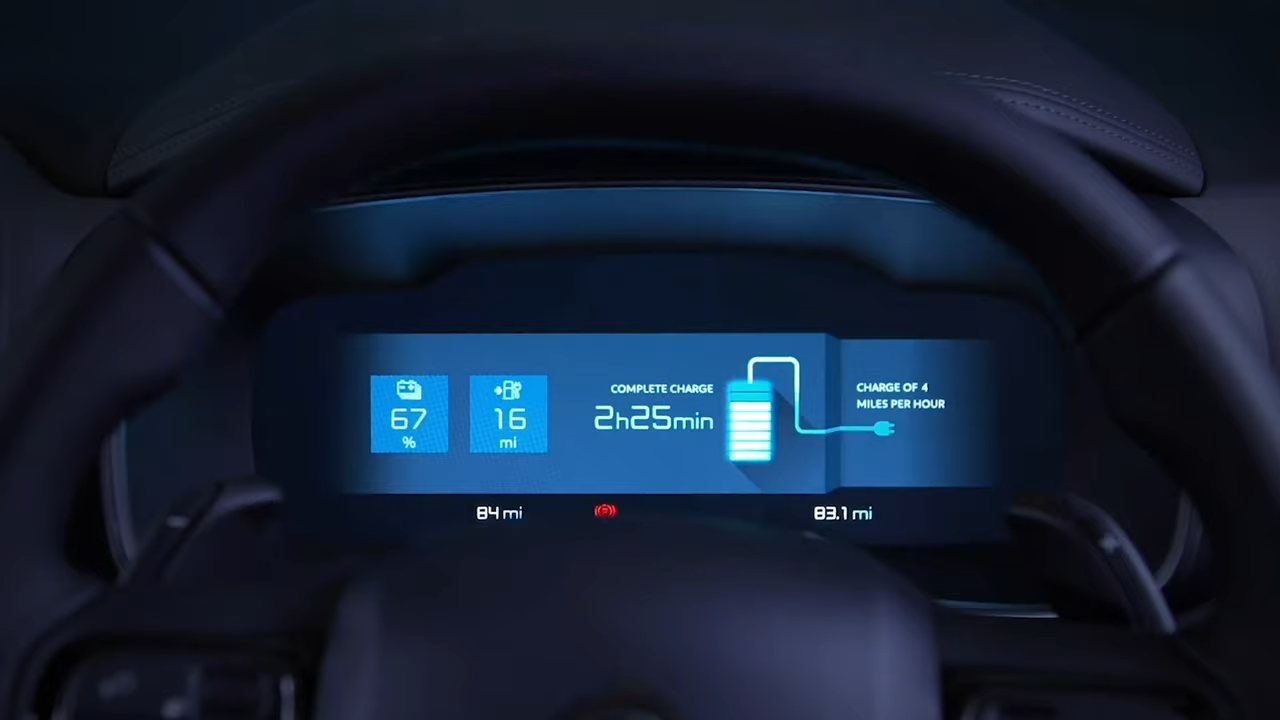 67
%
16
mi
COMPLETE CHARGE
2h25min
CHARGE OF 4
MILES PER HOUR
84 mi
83.1 mi